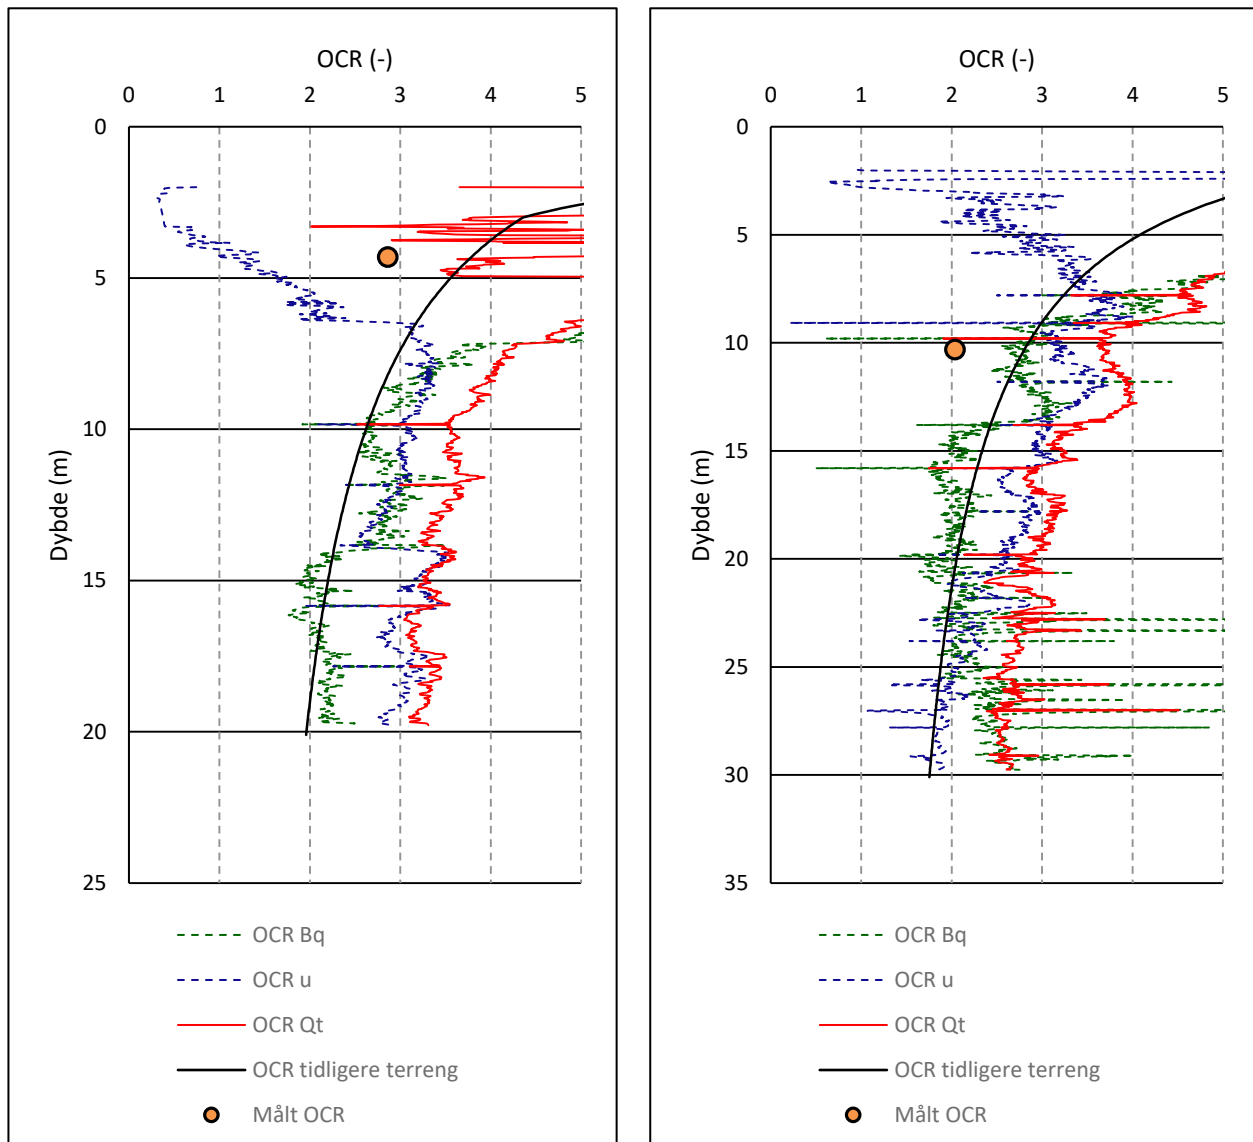 OCR (-)
0 1 2 3 4 5
0
5
10
15
20
25
Dybde (m)
OCR Bq
OCR u
OCR Qt
OCR tidligere terreng
Målt OCR
OCR (-)
0 1 2 3 4 5
0
5
10
15
20
25
30
35
Dybde (m)
OCR Bq
OCR u
OCR Qt
OCR tidligere terreng
Målt OCR